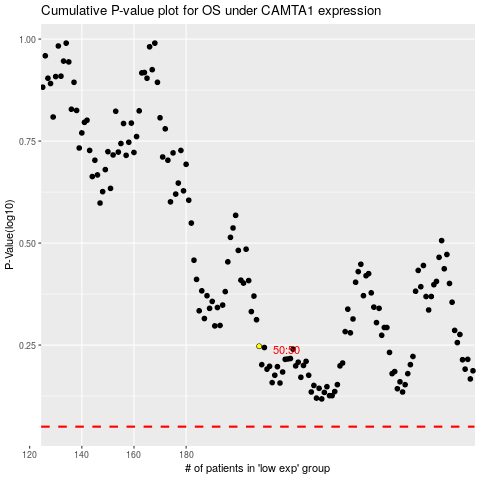 Cumulative P-value plot for OS under CAMTA1 expression
P-Value(log10)
1.00
0.75
0.50
0.25
50:50
120 140 160 180
# of patients in 'low exp' group